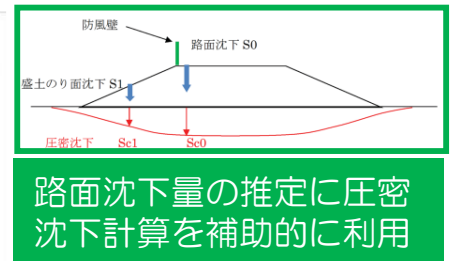 防風壁
路面沈下 S0
盛土のり面沈下 S1
圧密沈下 Sc1 Sc0
路面沈下量の推定に圧密
沈下計算を補助的に利用